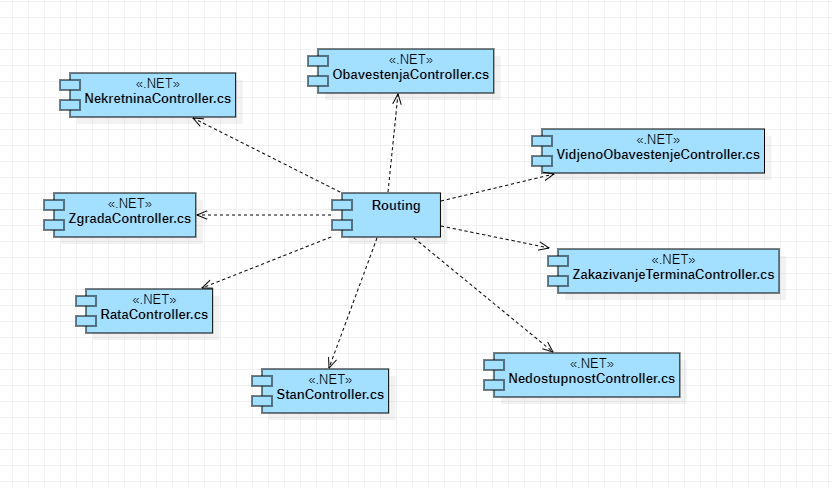 «.NET»
ObavestenjaController.cs
«.NET»
NekretninaController.cs
«.NET»
VidjenoObavestenjeController.cs
«.NET»
ZgradaController.cs
Routing
«.NET»
ZakazivanjeTerminaController.cs
«.NET»
RataController.cs
«.NET»
NedostupnostController.cs
«.NET»
StanController.cs